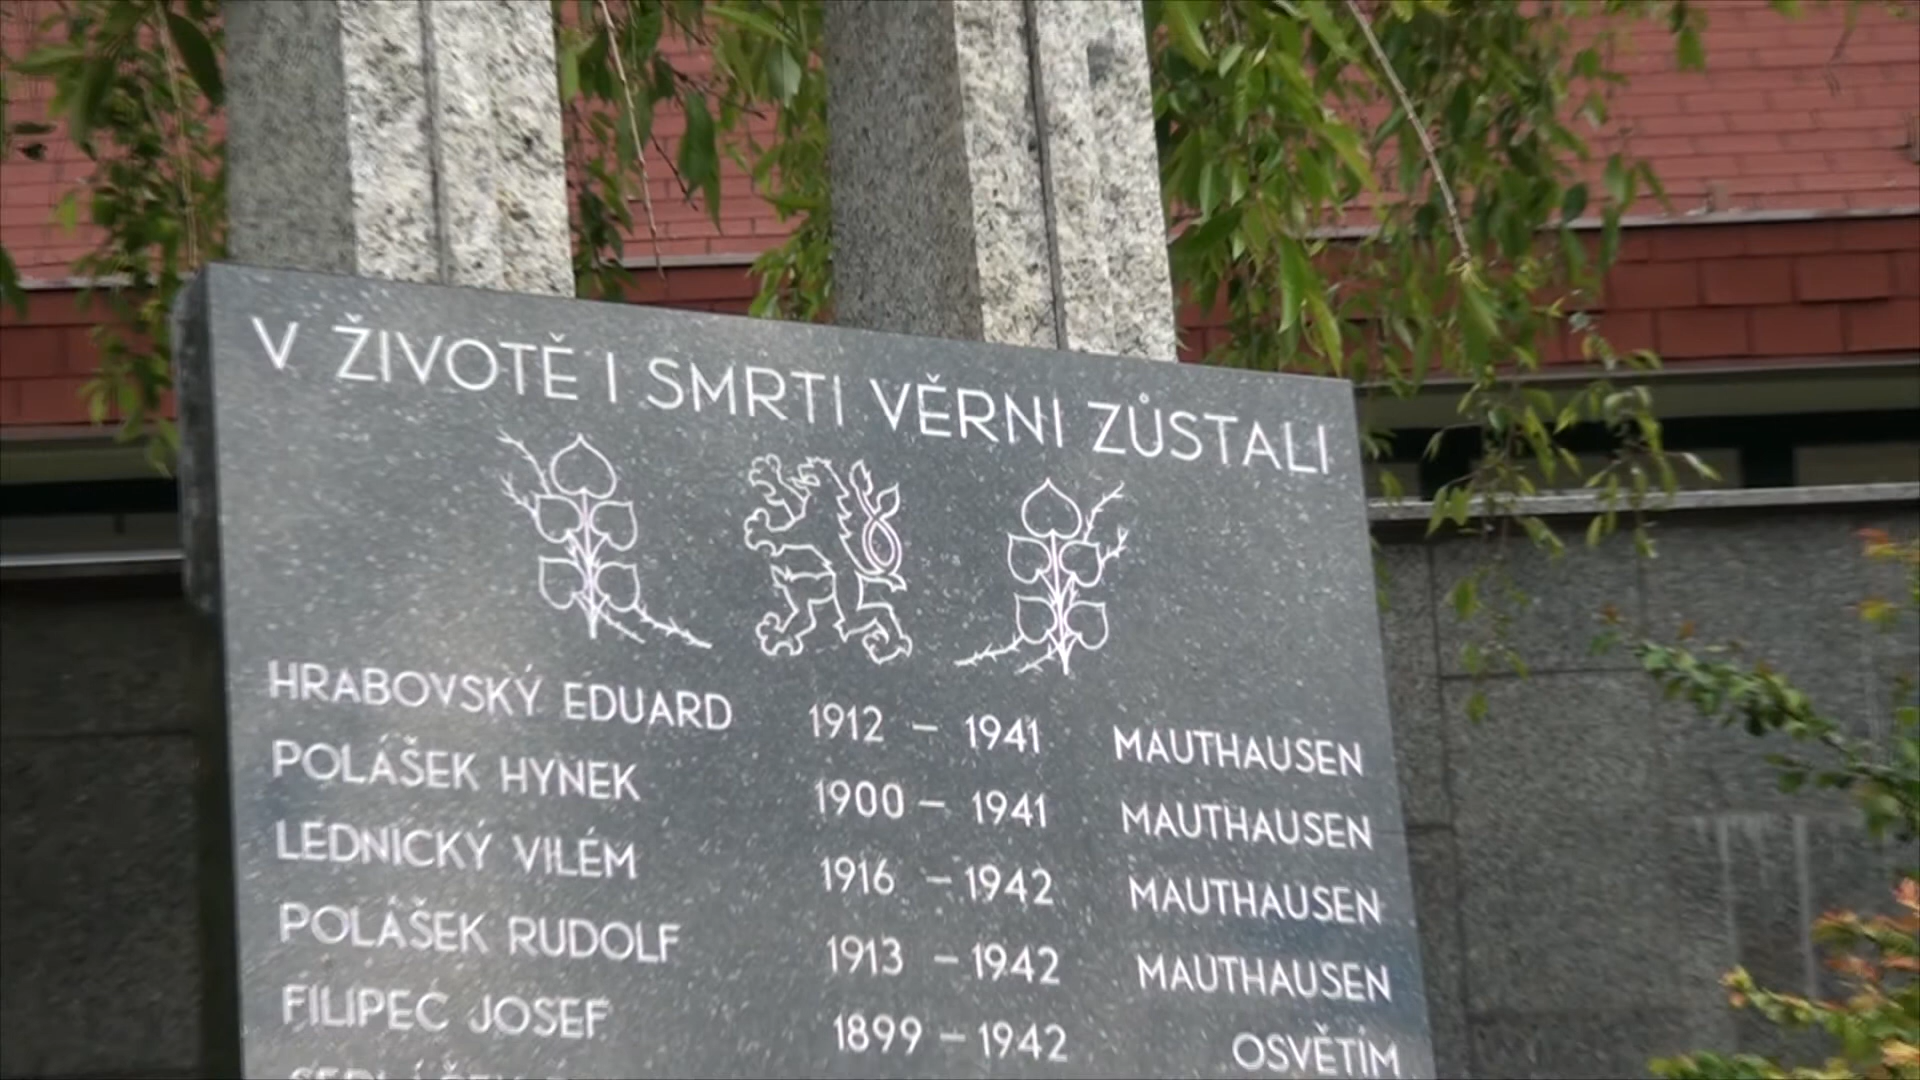 V ŽIVOTĚ I SMRTI VĚRNI ZŮSTALI
HRABOVSKÝ EDUARD 1912 – 1941 MAUTHAUSEN
POLÁŠEK HYNEK 1900 – 1941 MAUTHAUSEN
LEDNICKÝ VILÉM 1916 – 1942 MAUTHAUSEN
POLÁŠEK RUDOLF 1913 – 1942 MAUTHAUSEN
FILIPEC JOSEF 1899 – 1942 OSVĚTIM